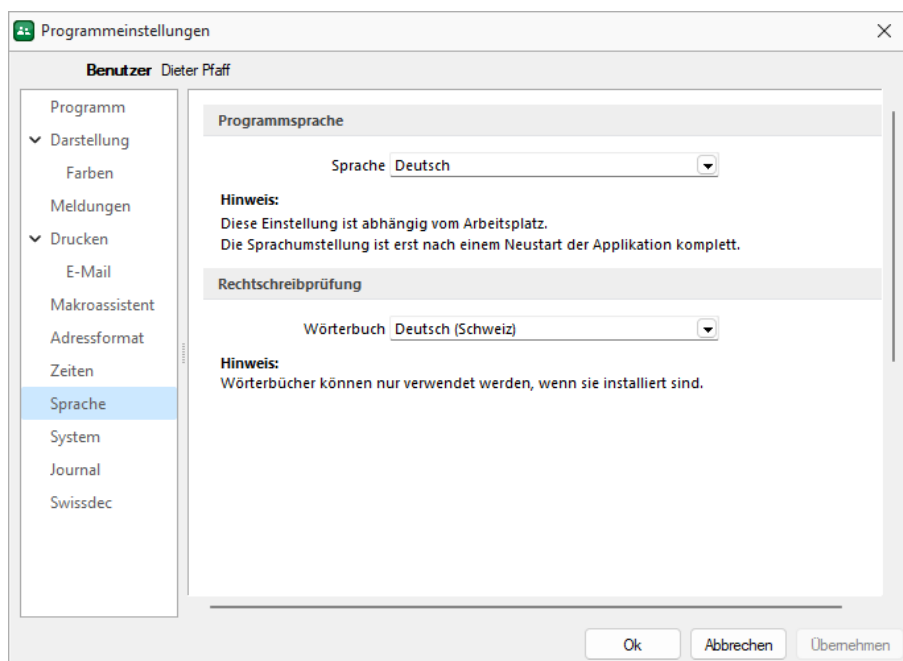 Programmeinstellungen
Benutzer Dieter Pfaff
Programm
Darstellung
Farben
Meldungen
Drucken
E-Mail
Makroassistent
Adressformat
Zeiten
Sprache
System
Journal
Swissdec
Programmsprache
Sprache Deutsch
Hinweis:
Diese Einstellung ist abhängig vom Arbeitsplatz.
Die Sprachumstellung ist erst nach einem Neustart der Applikation komplett.
Rechtschreibprüfung
Wörterbuch Deutsch (Schweiz)
Hinweis:
Wörterbücher können nur verwendet werden, wenn sie installiert sind.
Ok Abbrechen Übernehmen